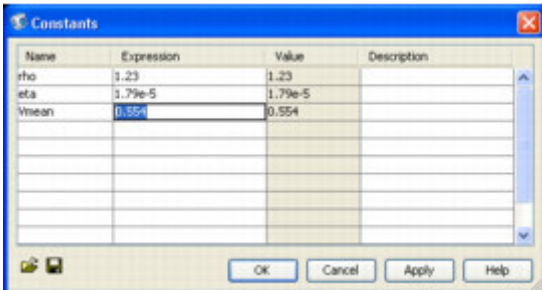 Constants
Name Expression Value Description
rho 1.23 1.23
eta 1.79e-5 1.79e-5
Vmean 0.554 0.554
OK Cancel Apply Help